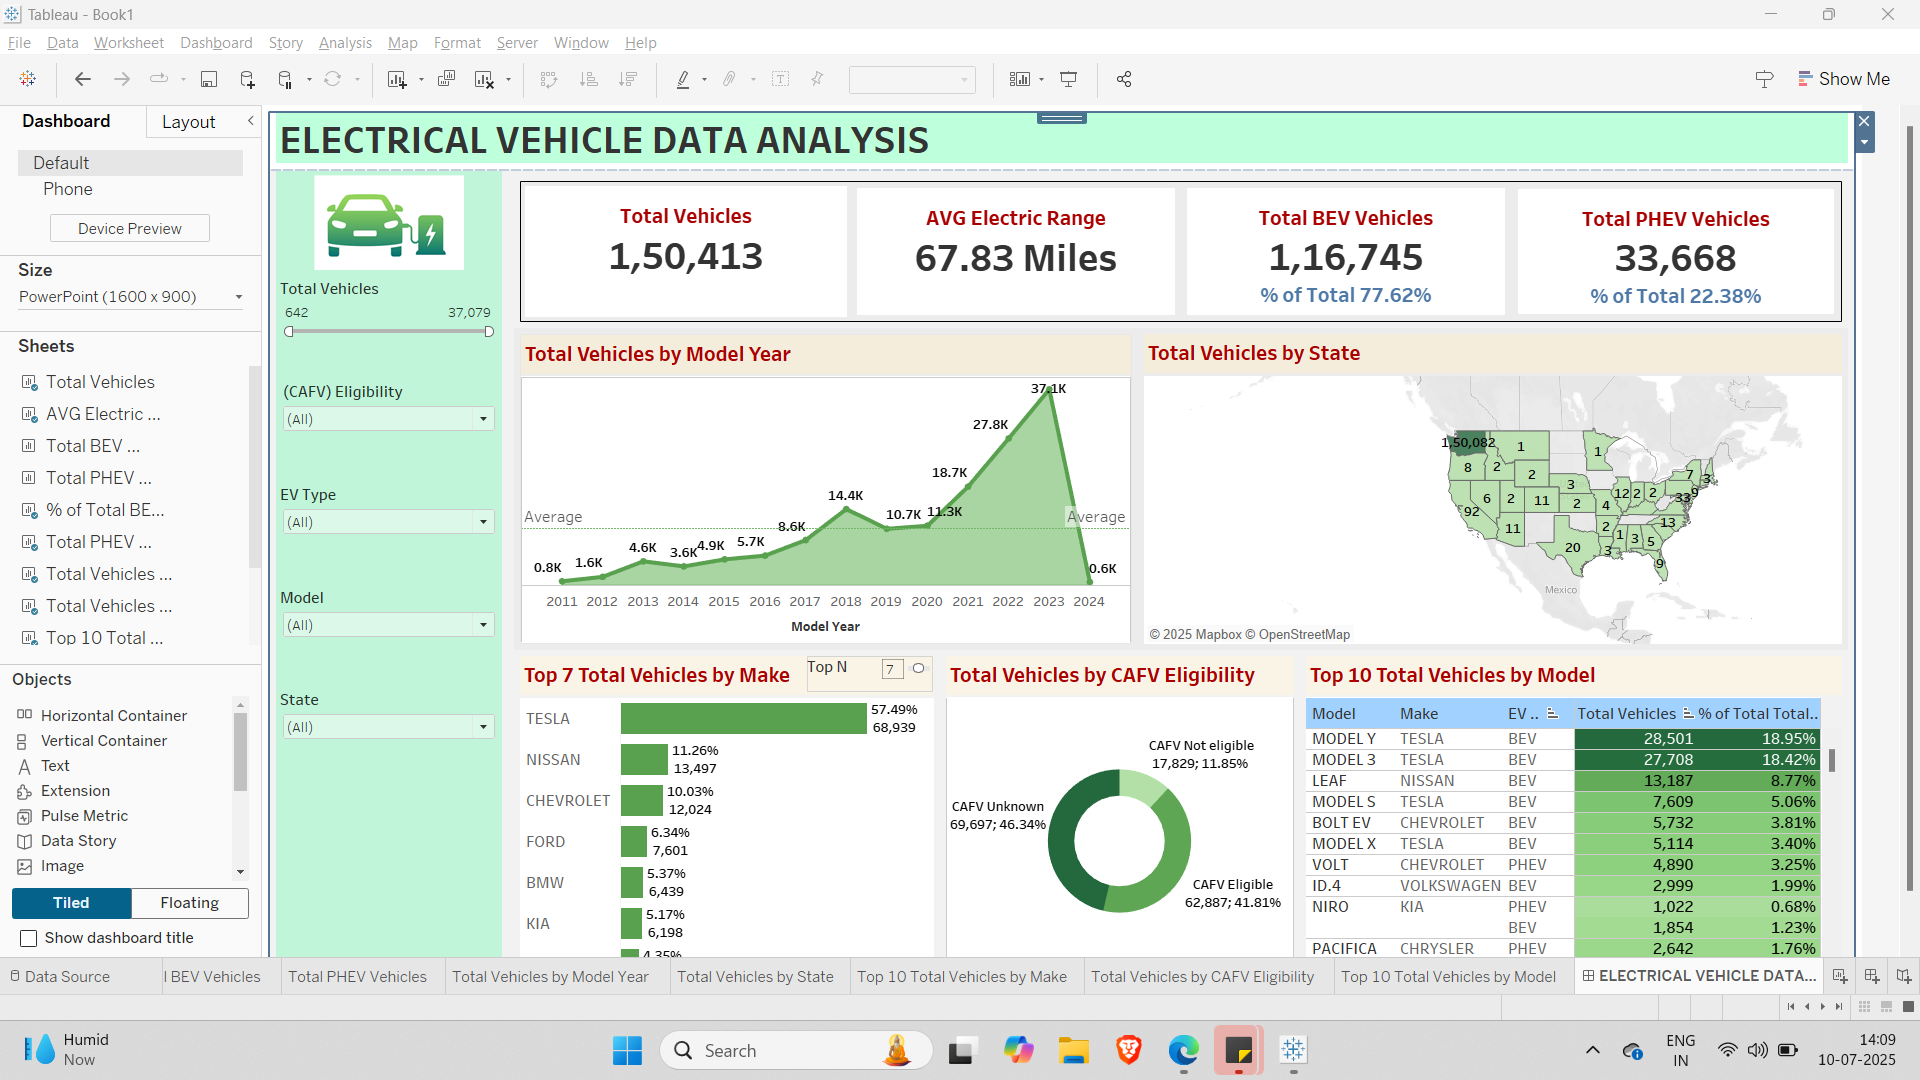 Tableau - Book1
File Data Worksheet Dashboard Story Analysis Map Format Server Window Help
Show Me
Dashboard Layout
Default
Phone
Device Preview
Size
PowerPoint (1600 x 900)
Sheets
Total Vehicles
AVG Electric ...
Total BEV ...
Total PHEV ...
% of Total BE...
Total PHEV ...
Total Vehicles ...
Total Vehicles ...
Top 10 Total ...
Objects
Horizontal Container
Vertical Container
Text
Extension
Pulse Metric
Data Story
Image
Tiled Floating
Show dashboard title
ELECTRICAL VEHICLE DATA ANALYSIS
Total Vehicles
642 37,079
(CAFV) Eligibility
(All)
EV Type
(All)
Model
(All)
State
(All)
Total Vehicles
1,50,413
AVG Electric Range
67.83 Miles
Total BEV Vehicles
1,16,745
% of Total 77.62%
Total PHEV Vehicles
33,668
% of Total 22.38%
Total Vehicles by Model Year
37.1K
27.8K
18.7K
14.4K
10.7K 11.3K
Average Average
8.6K
4.6K 3.6K 4.9K 5.7K
0.8K 1.6K 0.6K
2011 2012 2013 2014 2015 2016 2017 2018 2019 2020 2021 2022 2023 2024
Model Year
Total Vehicles by State
1,50,082 1 1
8 2 2 7 3
3 12 2 2 33 9
6 2 11 2 4
92 11 2 1 3 5 13
20 3 9
Mexico
© 2025 Mapbox © OpenStreetMap
Top 7 Total Vehicles by Make
Top N 7
TESLA 57.49% 68,939
NISSAN 11.26% 13,497
CHEVROLET 10.03% 12,024
FORD 6.34% 7,601
BMW 5.37% 6,439
KIA 5.17% 6,198
4.35%
Total Vehicles by CAFV Eligibility
CAFV Not eligible
17,829; 11.85%
CAFV Unknown
69,697; 46.34%
CAFV Eligible
62,887; 41.81%
Top 10 Total Vehicles by Model
Model Make EV .. Total Vehicles % of Total Total..
MODEL Y TESLA BEV 28,501 18.95%
MODEL 3 TESLA BEV 27,708 18.42%
LEAF NISSAN BEV 13,187 8.77%
MODEL S TESLA BEV 7,609 5.06%
BOLT EV CHEVROLET BEV 5,732 3.81%
MODEL X TESLA BEV 5,114 3.40%
VOLT CHEVROLET PHEV 4,890 3.25%
ID.4 VOLKSWAGEN BEV 2,999 1.99%
NIRO KIA PHEV 1,022 0.68%
BEV 1,854 1.23%
PACIFICA CHRYSLER PHEV 2,642 1.76%
Data Source l BEV Vehicles Total PHEV Vehicles Total Vehicles by Model Year Total Vehicles by State Top 10 Total Vehicles by Make Total Vehicles by CAFV Eligibility Top 10 Total Vehicles by Model ELECTRICAL VEHICLE DATA...
Humid
Now
Search
ENG
IN
14:09
10-07-2025